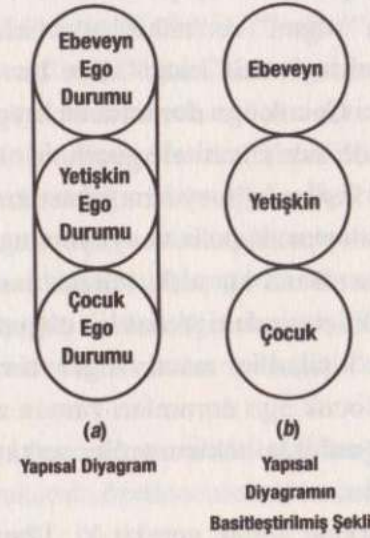 Ebeveyn
Ego
Durumu
Yetişkin
Ego
Durumu
Çocuk
Ego
Durumu
(a)
Yapısal Diyagram
Ebeveyn
Yetişkin
Çocuk
(b)
Yapısal
Diyagramın
Basitleştirilmiş Şekli